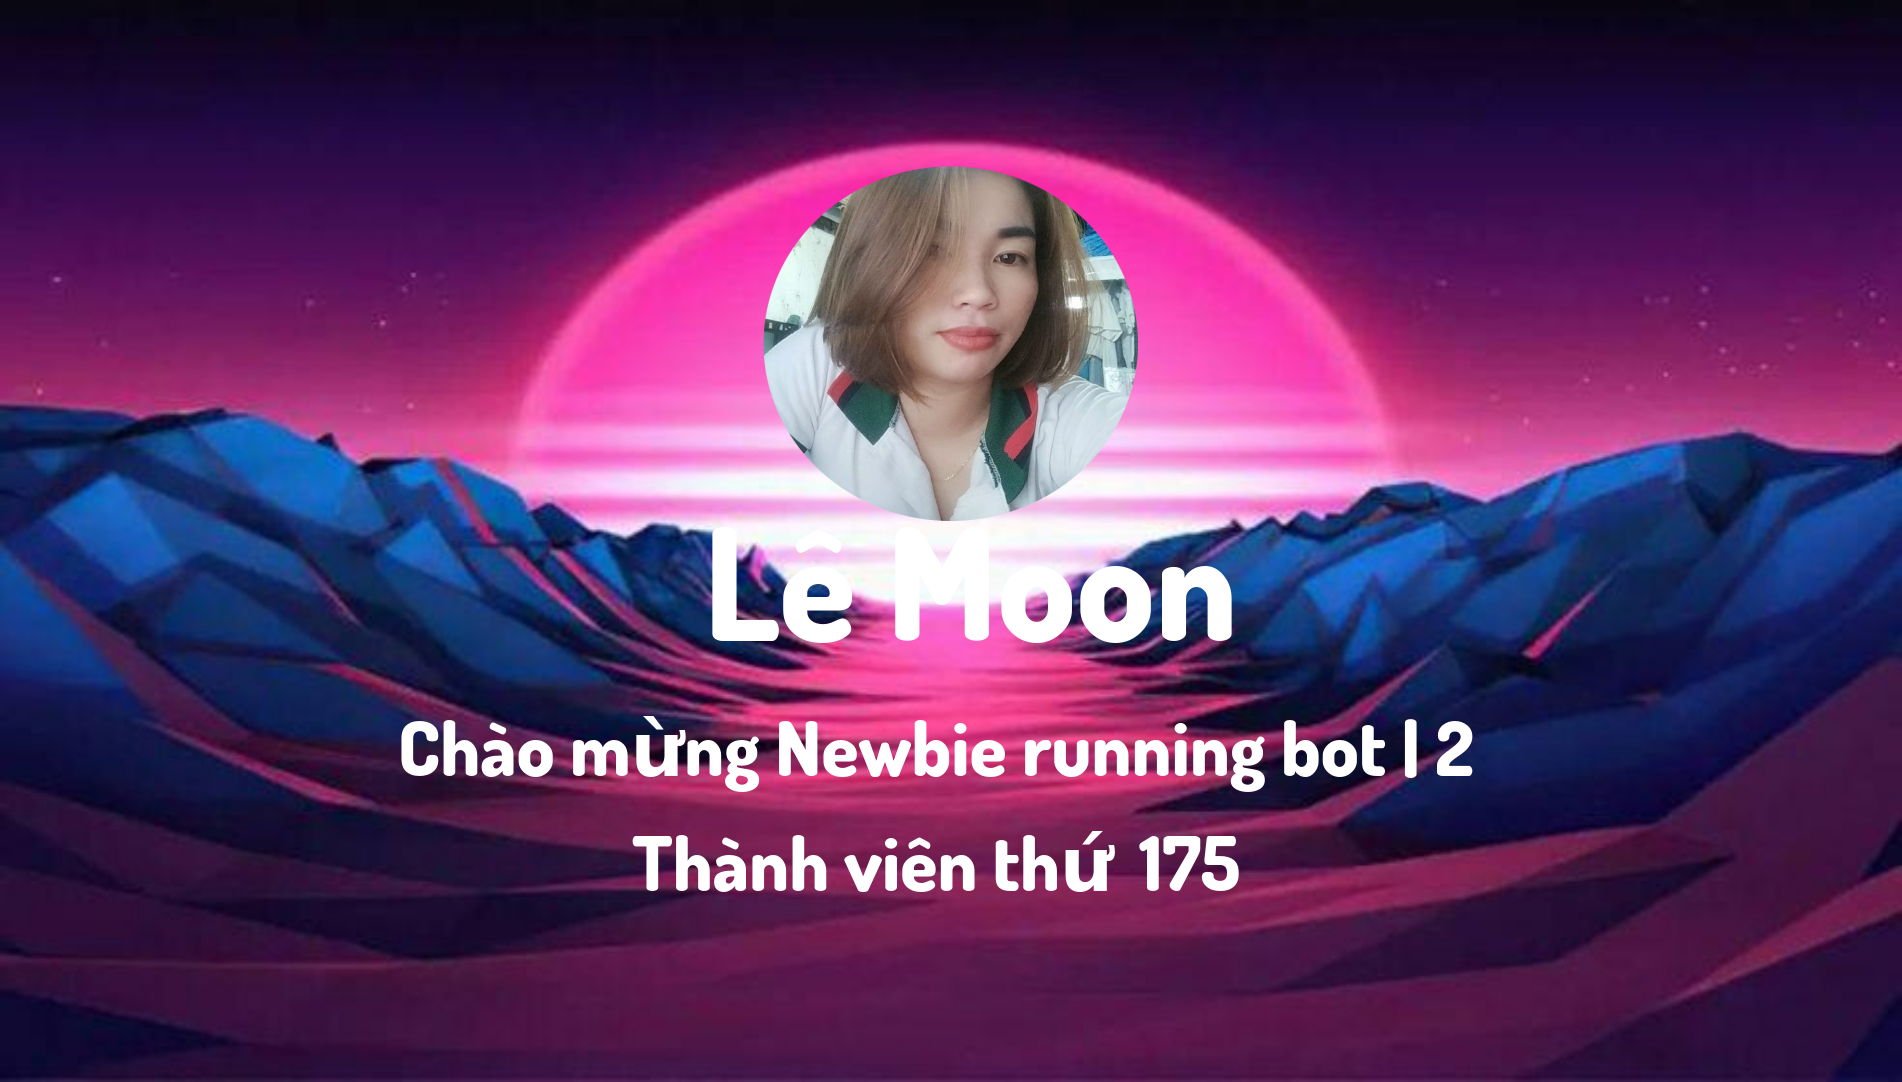 Lê Moon
Chào mừng Newbie running bot | 2
Thành viên thứ 175